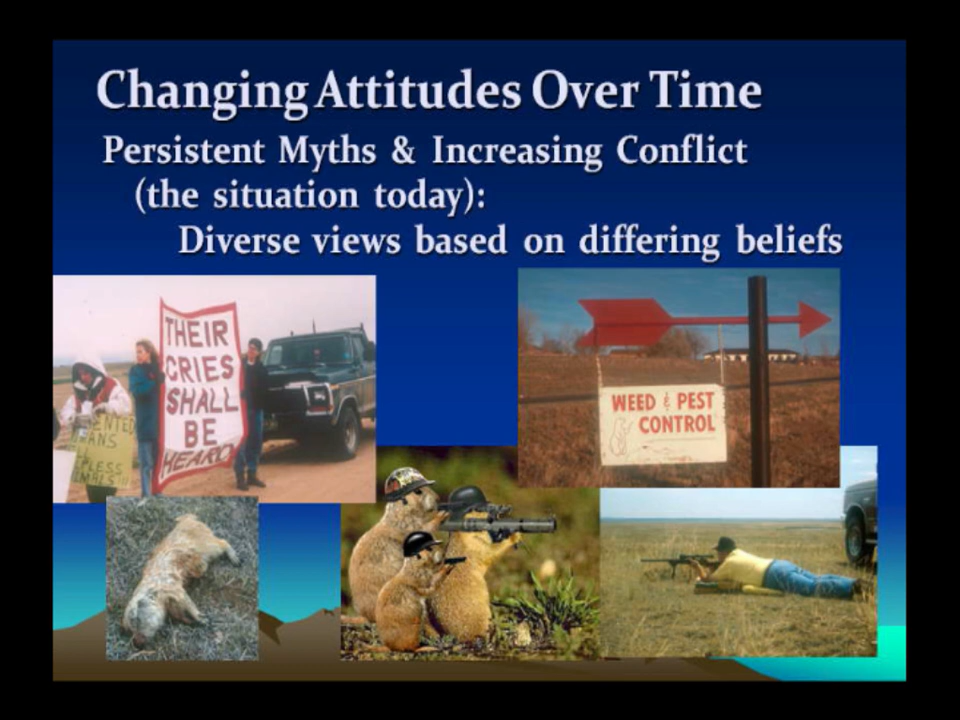 Changing Attitudes Over Time
Persistent Myths & Increasing Conflict
(the situation today):
Diverse views based on differing beliefs
THEIR
CRIES
SHALL
BE
HEARD
WEED & PEST
CONTROL